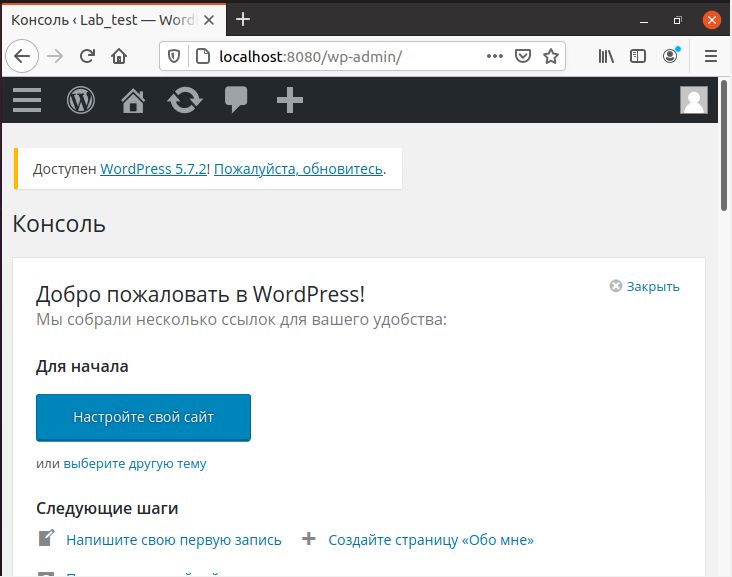 Консоль ‹ Lab_test — Word
localhost:8080/wp-admin/
Доступен WordPress 5.7.2! Пожалуйста, обновитесь.
Консоль
Добро пожаловать в WordPress!
Закрыть
Мы собрали несколько ссылок для вашего удобства:
Для начала
Настройте свой сайт
или выберите другую тему
Следующие шаги
Напишите свою первую запись
Создайте страницу «Обо мне»